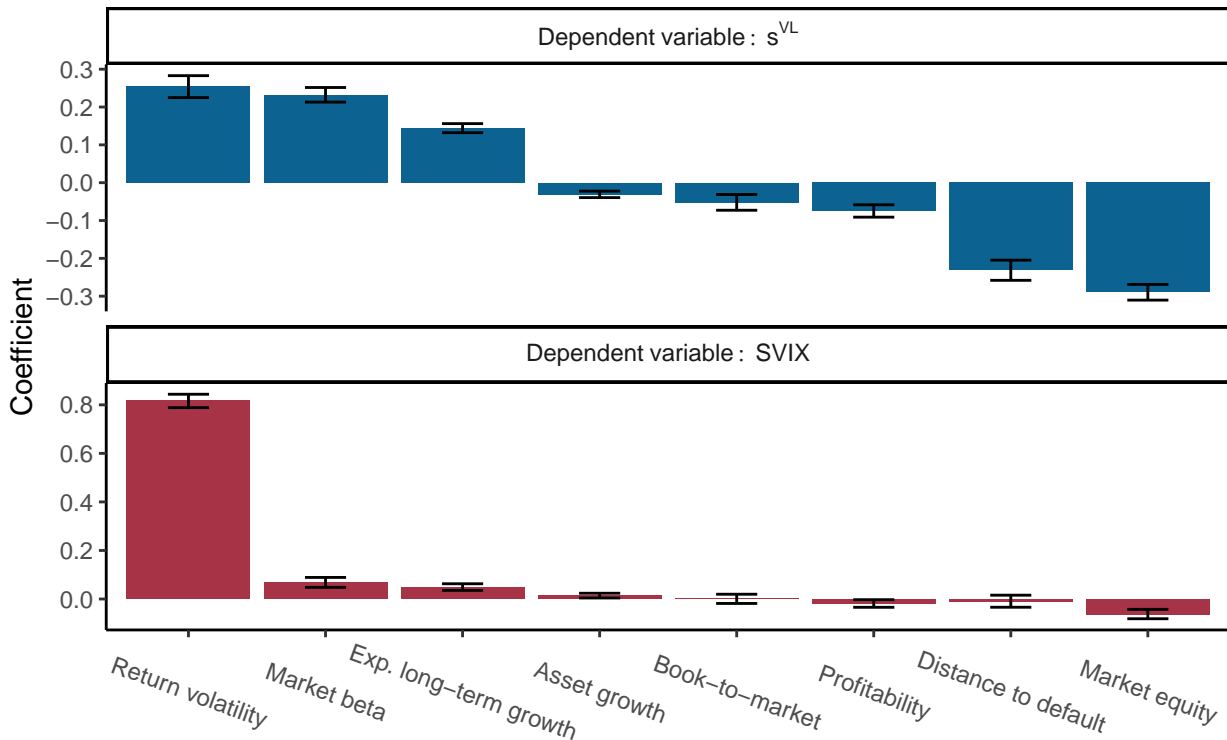 Dependent variable : s^VL
0.3
0.2
0.1
0.0
−0.1
−0.2
−0.3
Coefficient
Dependent variable : SVIX
0.8
0.6
0.4
0.2
0.0
Return volatility
Market beta
Exp. long−term growth
Asset growth
Book−to−market
Profitability
Distance to default
Market equity